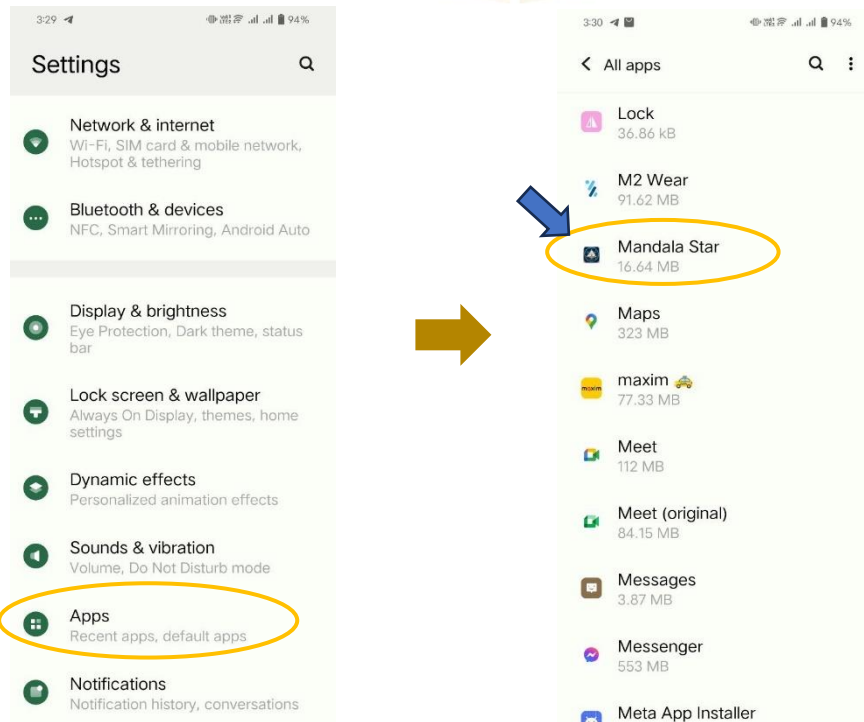 3:29
94%
Settings
Network & internet
Wi-Fi, SIM card & mobile network,
Hotspot & tethering
Bluetooth & devices
NFC, Smart Mirroring, Android Auto
Display & brightness
Eye Protection, Dark theme, status
bar
Lock screen & wallpaper
Always On Display, themes, home
settings
Dynamic effects
Personalized animation effects
Sounds & vibration
Volume, Do Not Disturb mode
Apps
Recent apps, default apps
Notifications
Notification history, conversations
3:30
94%
All apps
Lock
36.86 kB
M2 Wear
91.62 MB
Mandala Star
16.64 MB
Maps
323 MB
maxim
maxim 🚕
77.33 MB
Meet
112 MB
Meet (original)
84.15 MB
Messages
3.87 MB
Messenger
553 MB
Meta App Installer